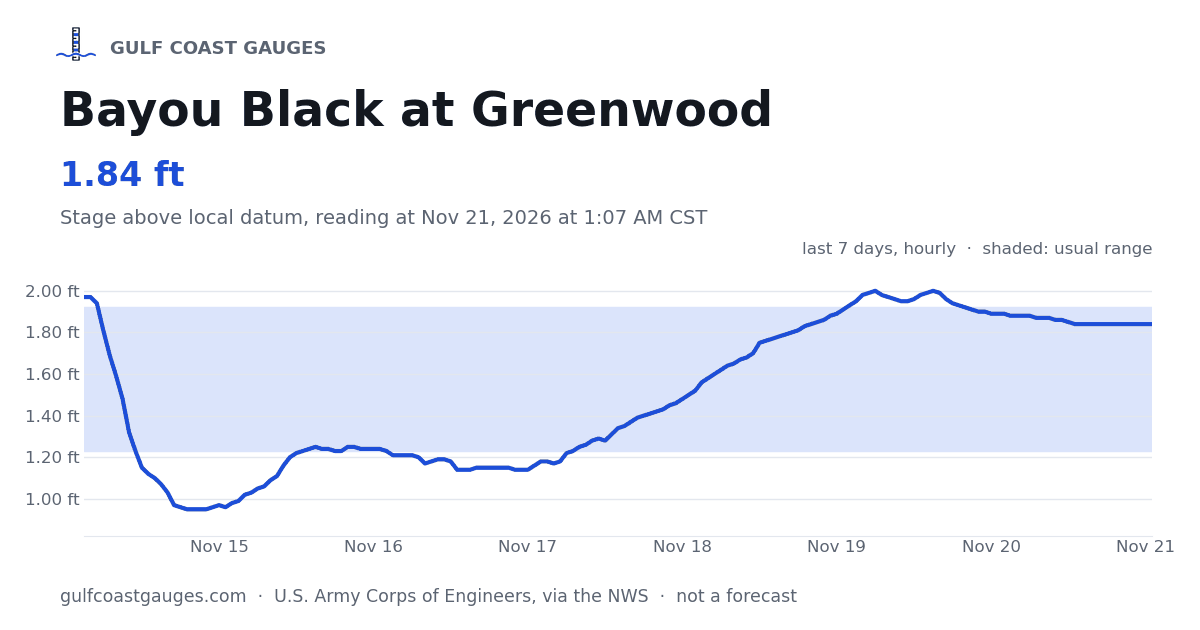 GULF COAST GAUGES
Bayou Black at Greenwood
1.84 ft
Stage above local datum, reading at Nov 21, 2026 at 1:07 AM CST
last 7 days, hourly · shaded: usual range
2.00 ft
1.80 ft
1.60 ft
1.40 ft
1.20 ft
1.00 ft
Nov 15 Nov 16 Nov 17 Nov 18 Nov 19 Nov 20 Nov 21
gulfcoastgauges.com · U.S. Army Corps of Engineers, via the NWS · not a forecast